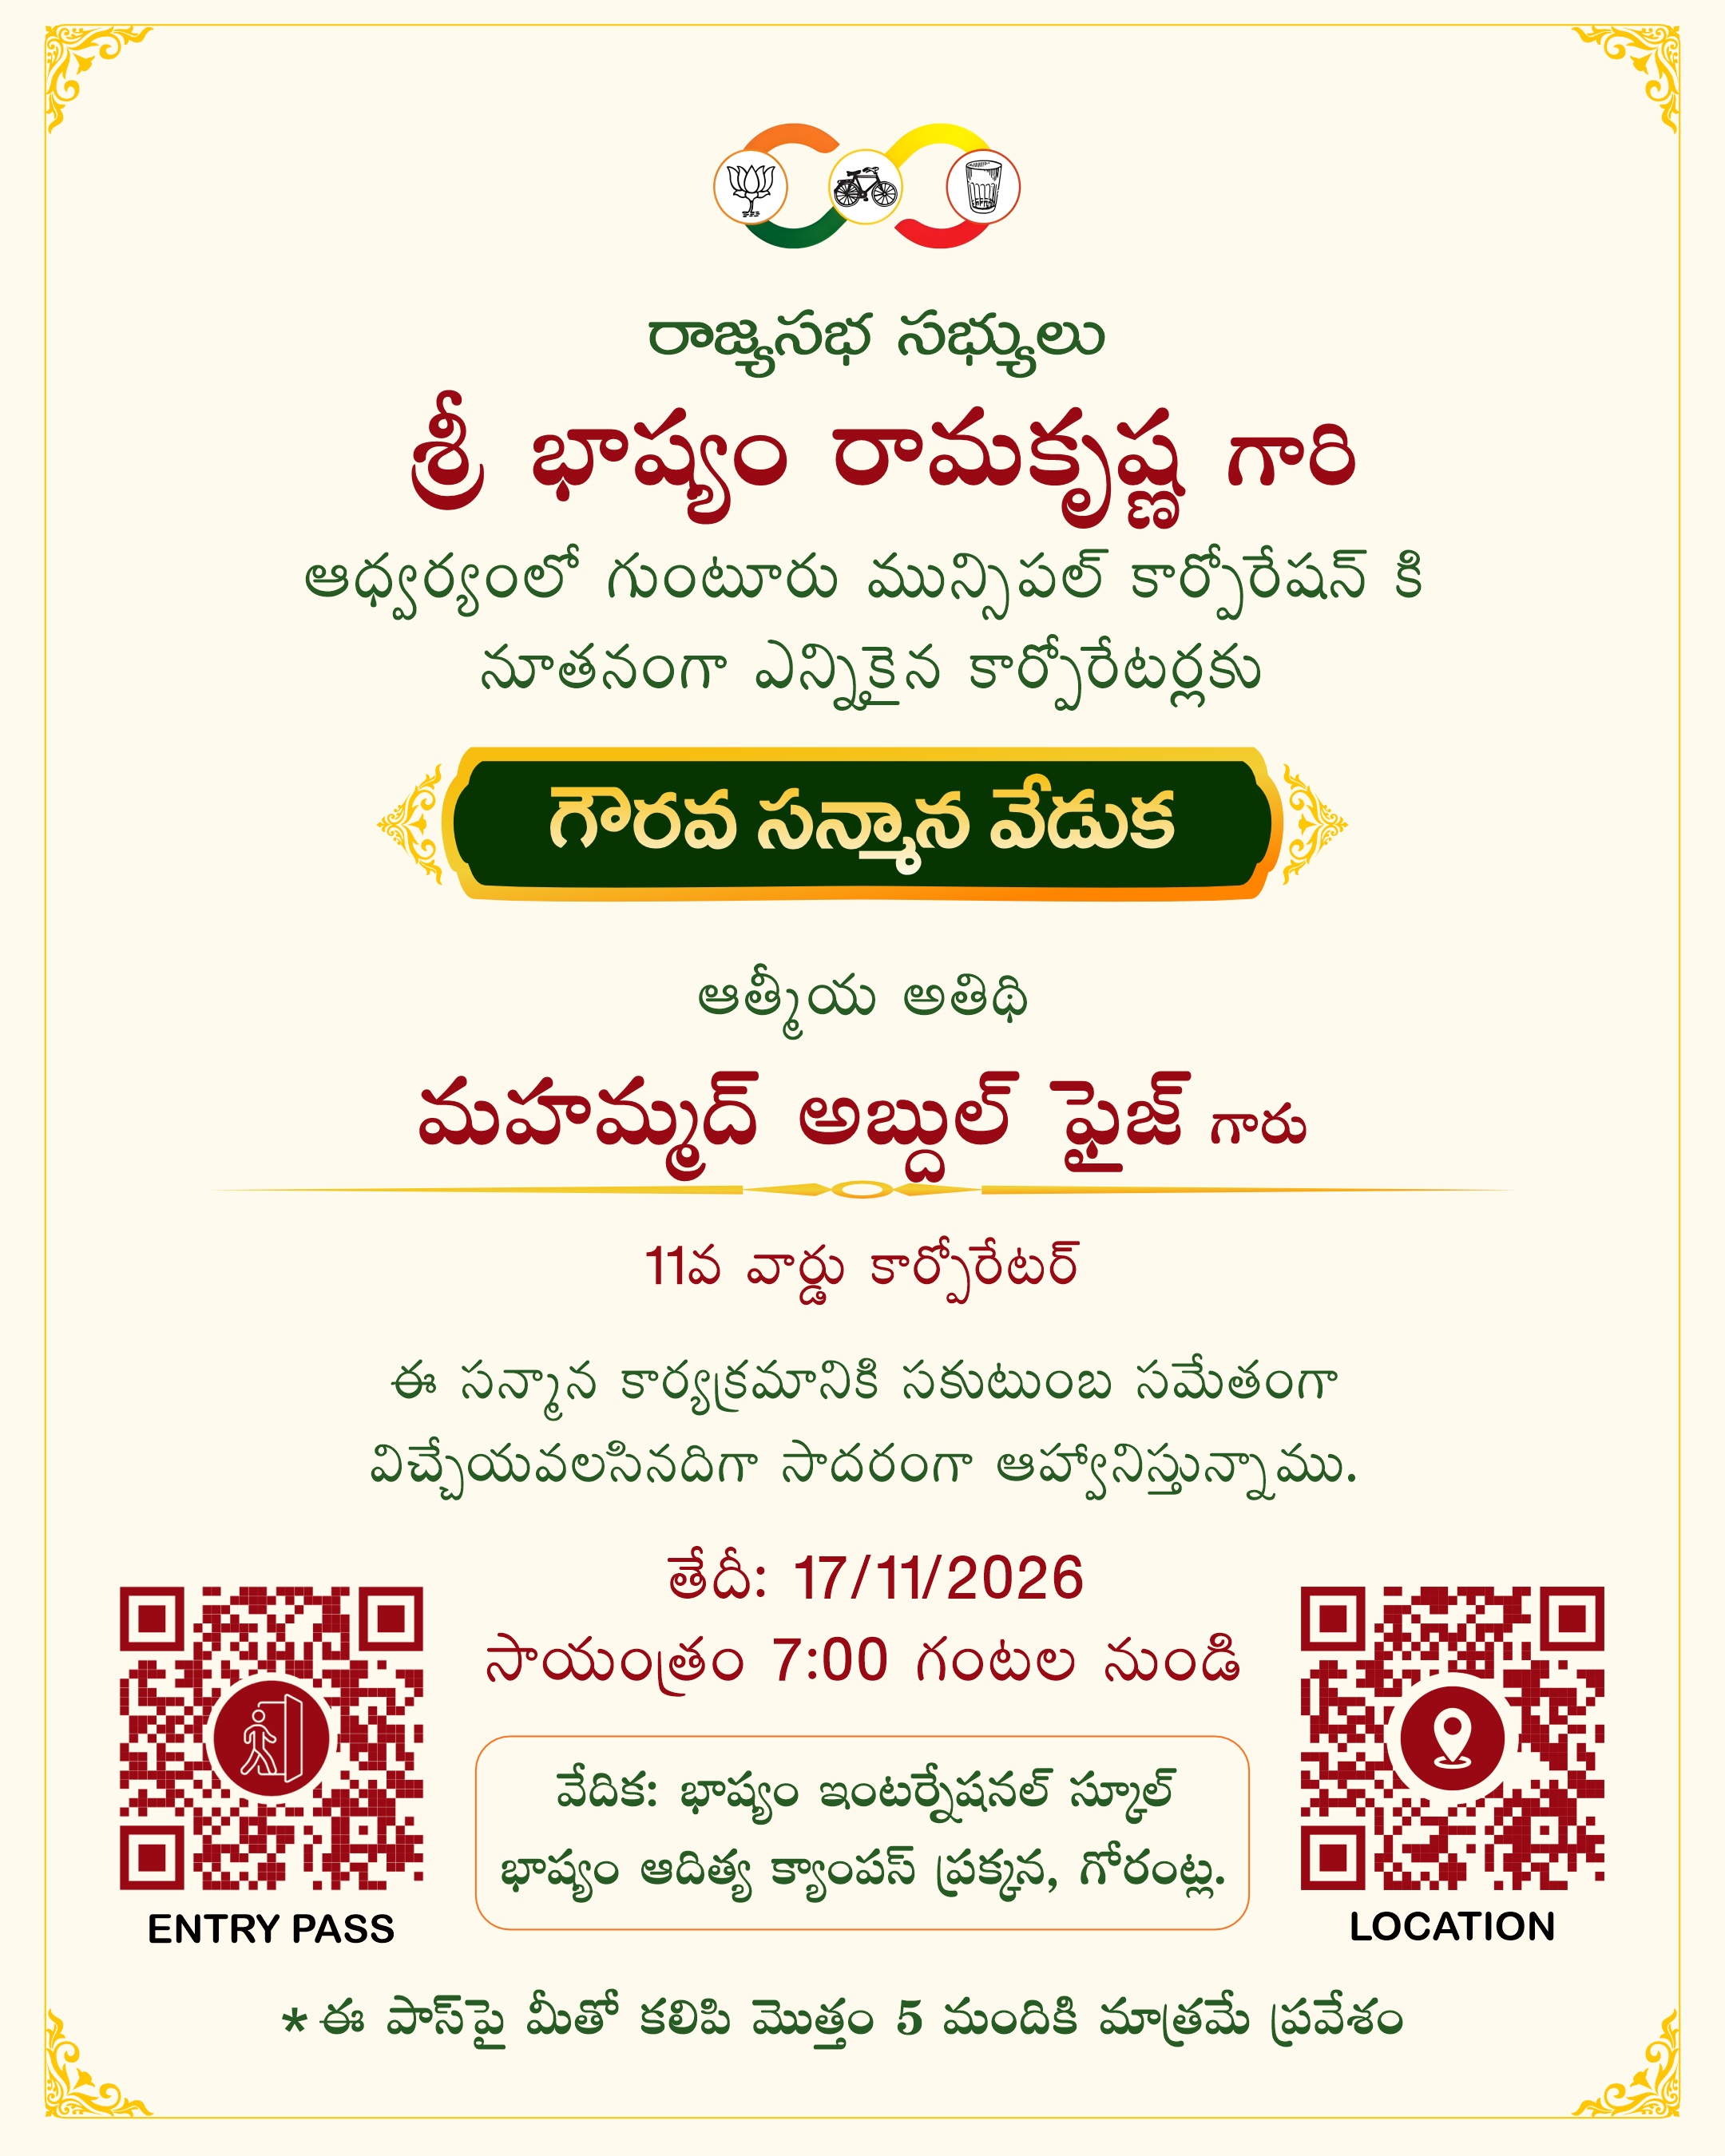 రాజ్యసభ సభ్యులు
శ్రీ భాష్యం రామకృష్ణ గారి
ఆధ్వర్యంలో గుంటూరు మున్సిపల్ కార్పోరేషన్ కి
నూతనంగా ఎన్నికైన కార్పోరేటర్లకు
గౌరవ సన్మాన వేడుక
ఆత్మీయ అతిథి
మహమ్మద్ అబ్దుల్ ఫైజ్ గారు
11వ వార్డు కార్పోరేటర్
ఈ సన్మాన కార్యక్రమానికి సకుటుంబ సమేతంగా
విచ్చేయవలసినదిగా సాదరంగా ఆహ్వానిస్తున్నాము.
తేదీ: 17/11/2026
సాయంత్రం 7:00 గంటల నుండి
వేదిక: భాష్యం ఇంటర్నేషనల్ స్కూల్
భాష్యం ఆదిత్య క్యాంపస్ ప్రక్కన, గోరంట్ల.
ENTRY PASS
LOCATION
* ఈ పాస్‌పై మీతో కలిపి మొత్తం 5 మందికి మాత్రమే ప్రవేశం